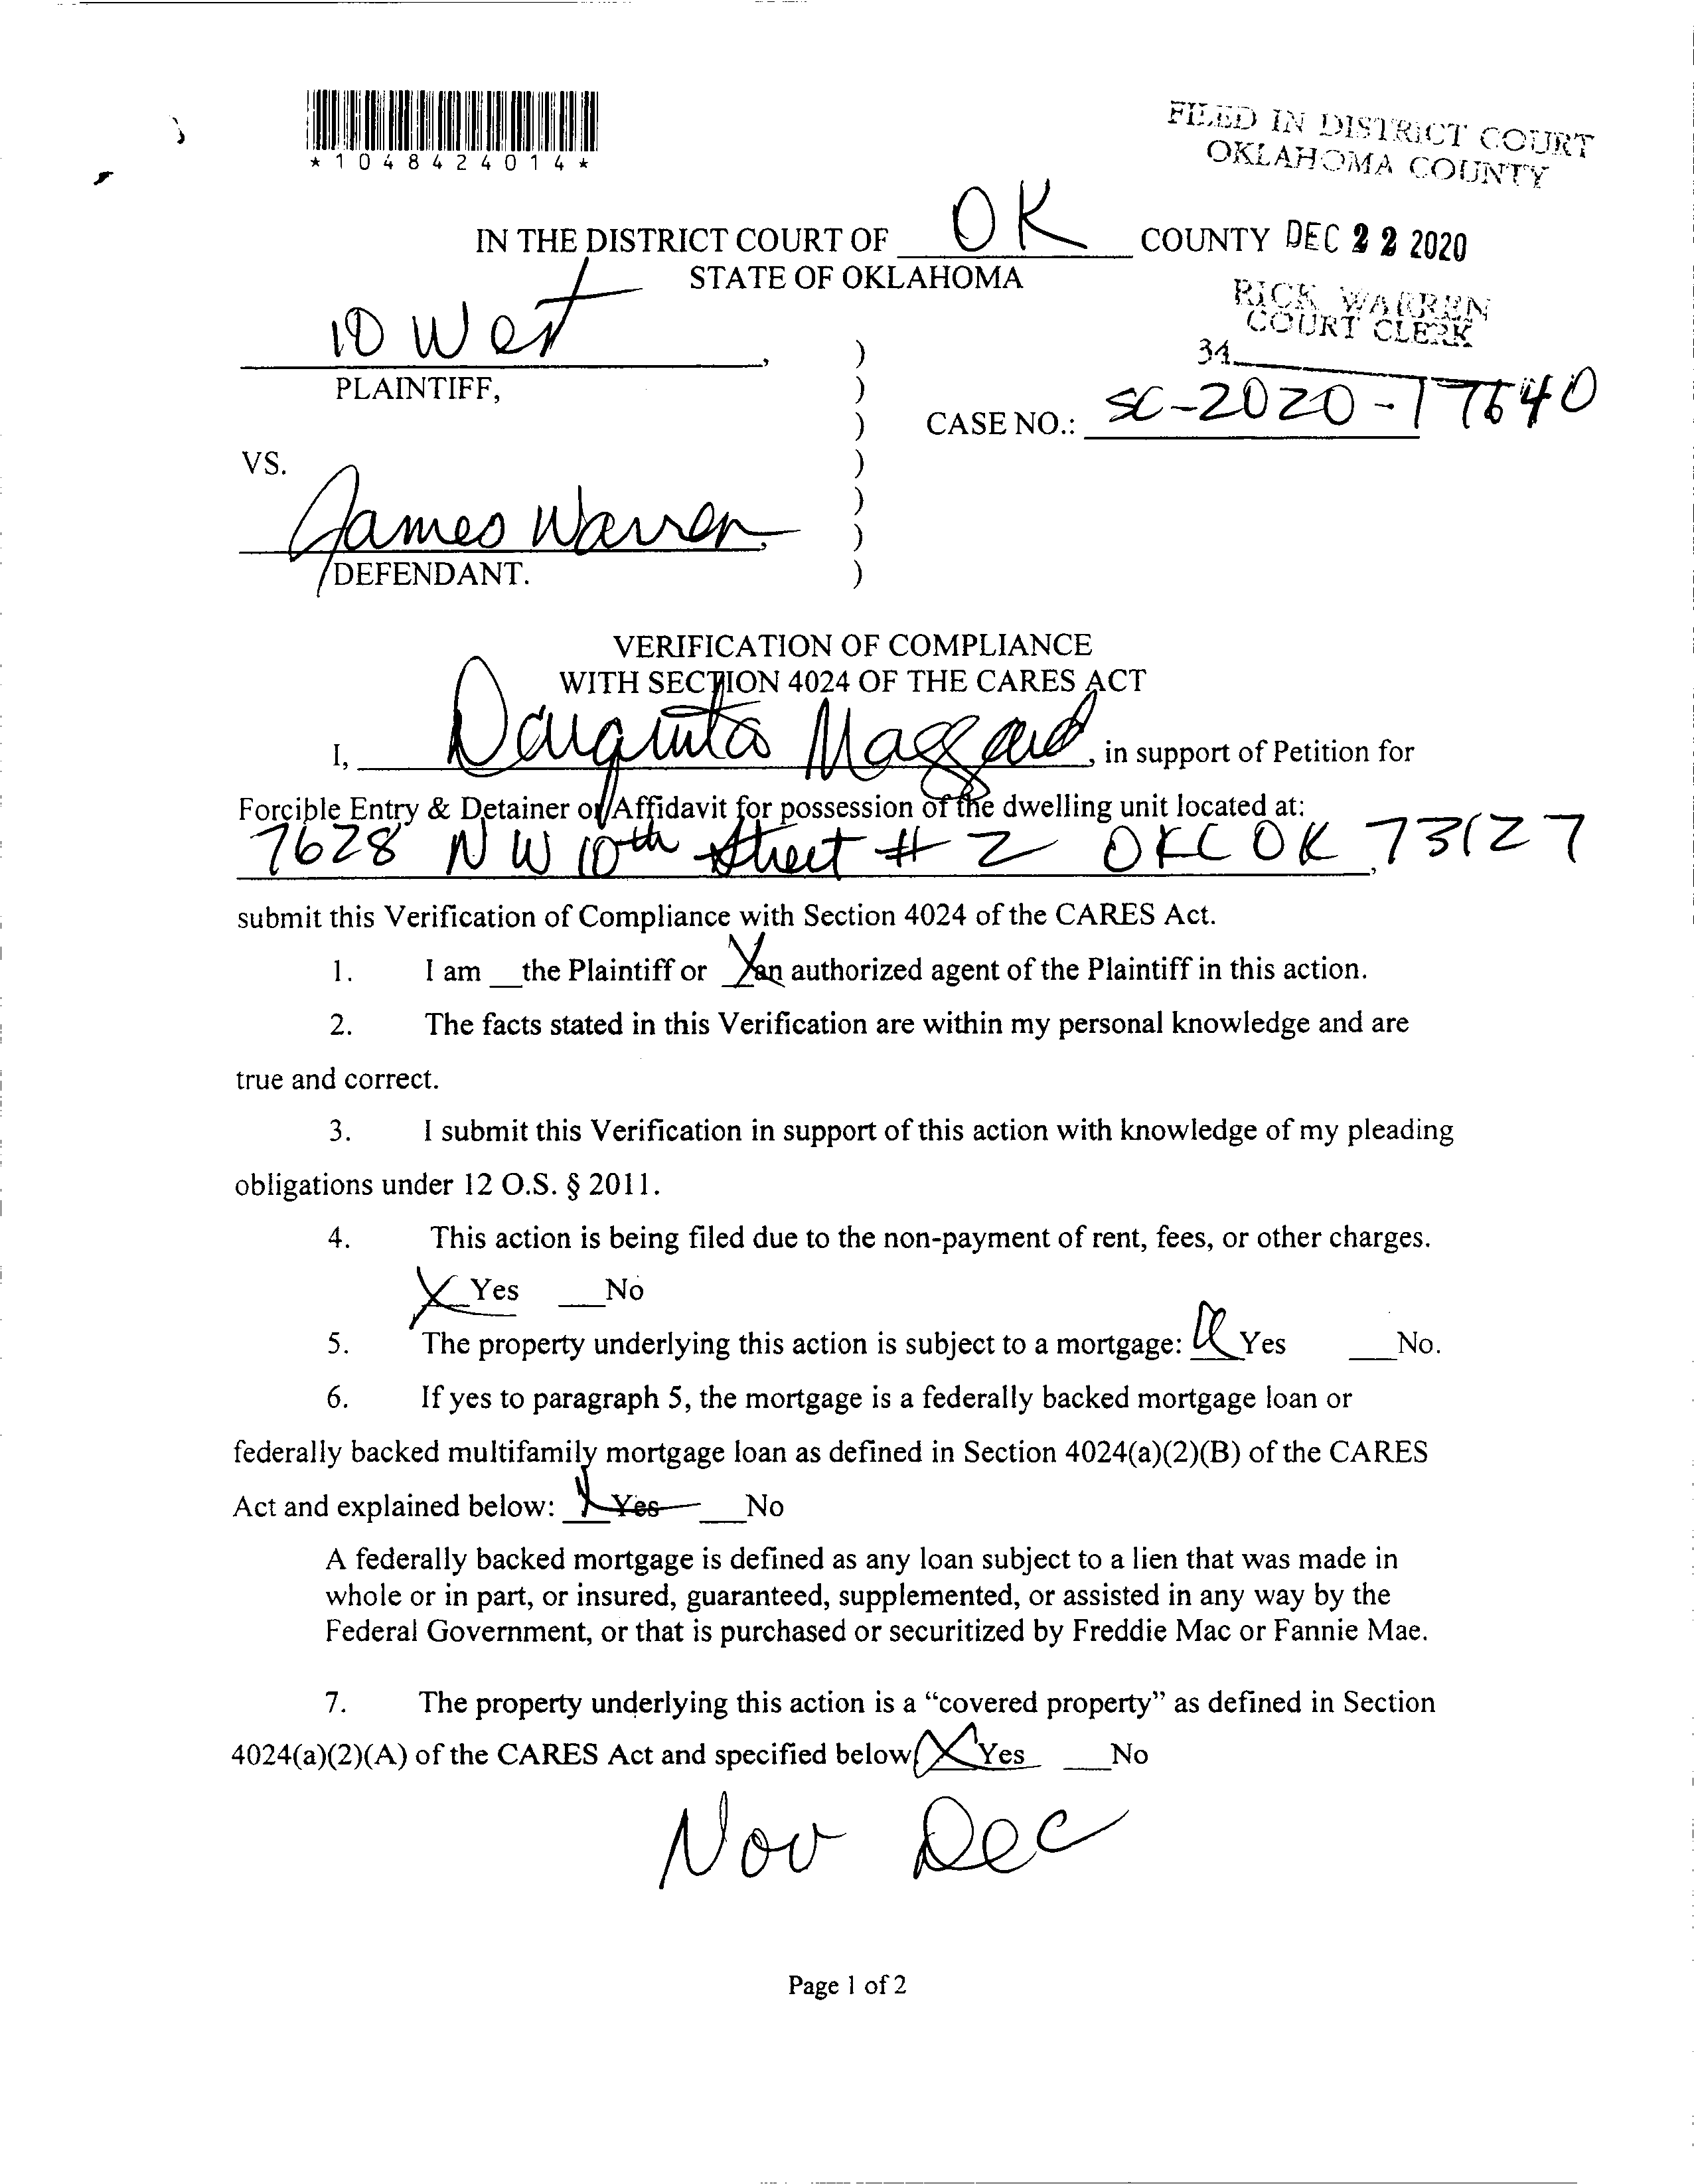 *1048424014*
FILED IN DISTRICT COURT
OKLAHOMA COUNTY
IN THE DISTRICT COURT OF OK COUNTY DEC 22 2020
STATE OF OKLAHOMA
RICK WARREN
COURT CLERK
34
10 West,
PLAINTIFF,
CASE NO.: SC-2020-17640
VS.
James Warren,
DEFENDANT.
)
)
)
)
)
)
)
VERIFICATION OF COMPLIANCE
WITH SECTION 4024 OF THE CARES ACT
I, Maggard, in support of Petition for
Forcible Entry & Detainer or Affidavit for possession of the dwelling unit located at:
7628 NW 10th Street # 2 OKC OK 73127,
submit this Verification of Compliance with Section 4024 of the CARES Act.
1. I am __the Plaintiff or X an authorized agent of the Plaintiff in this action.
2. The facts stated in this Verification are within my personal knowledge and are
true and correct.
3. I submit this Verification in support of this action with knowledge of my pleading
obligations under 12 O.S. § 2011.
4. This action is being filed due to the non-payment of rent, fees, or other charges.
X Yes ___No
5. The property underlying this action is subject to a mortgage: Yes ___No.
6. If yes to paragraph 5, the mortgage is a federally backed mortgage loan or
federally backed multifamily mortgage loan as defined in Section 4024(a)(2)(B) of the CARES
Act and explained below: X Yes ___No
A federally backed mortgage is defined as any loan subject to a lien that was made in
whole or in part, or insured, guaranteed, supplemented, or assisted in any way by the
Federal Government, or that is purchased or securitized by Freddie Mac or Fannie Mae.
7. The property underlying this action is a “covered property” as defined in Section
4024(a)(2)(A) of the CARES Act and specified below X Yes ___No
Nov Dec
Page 1 of 2